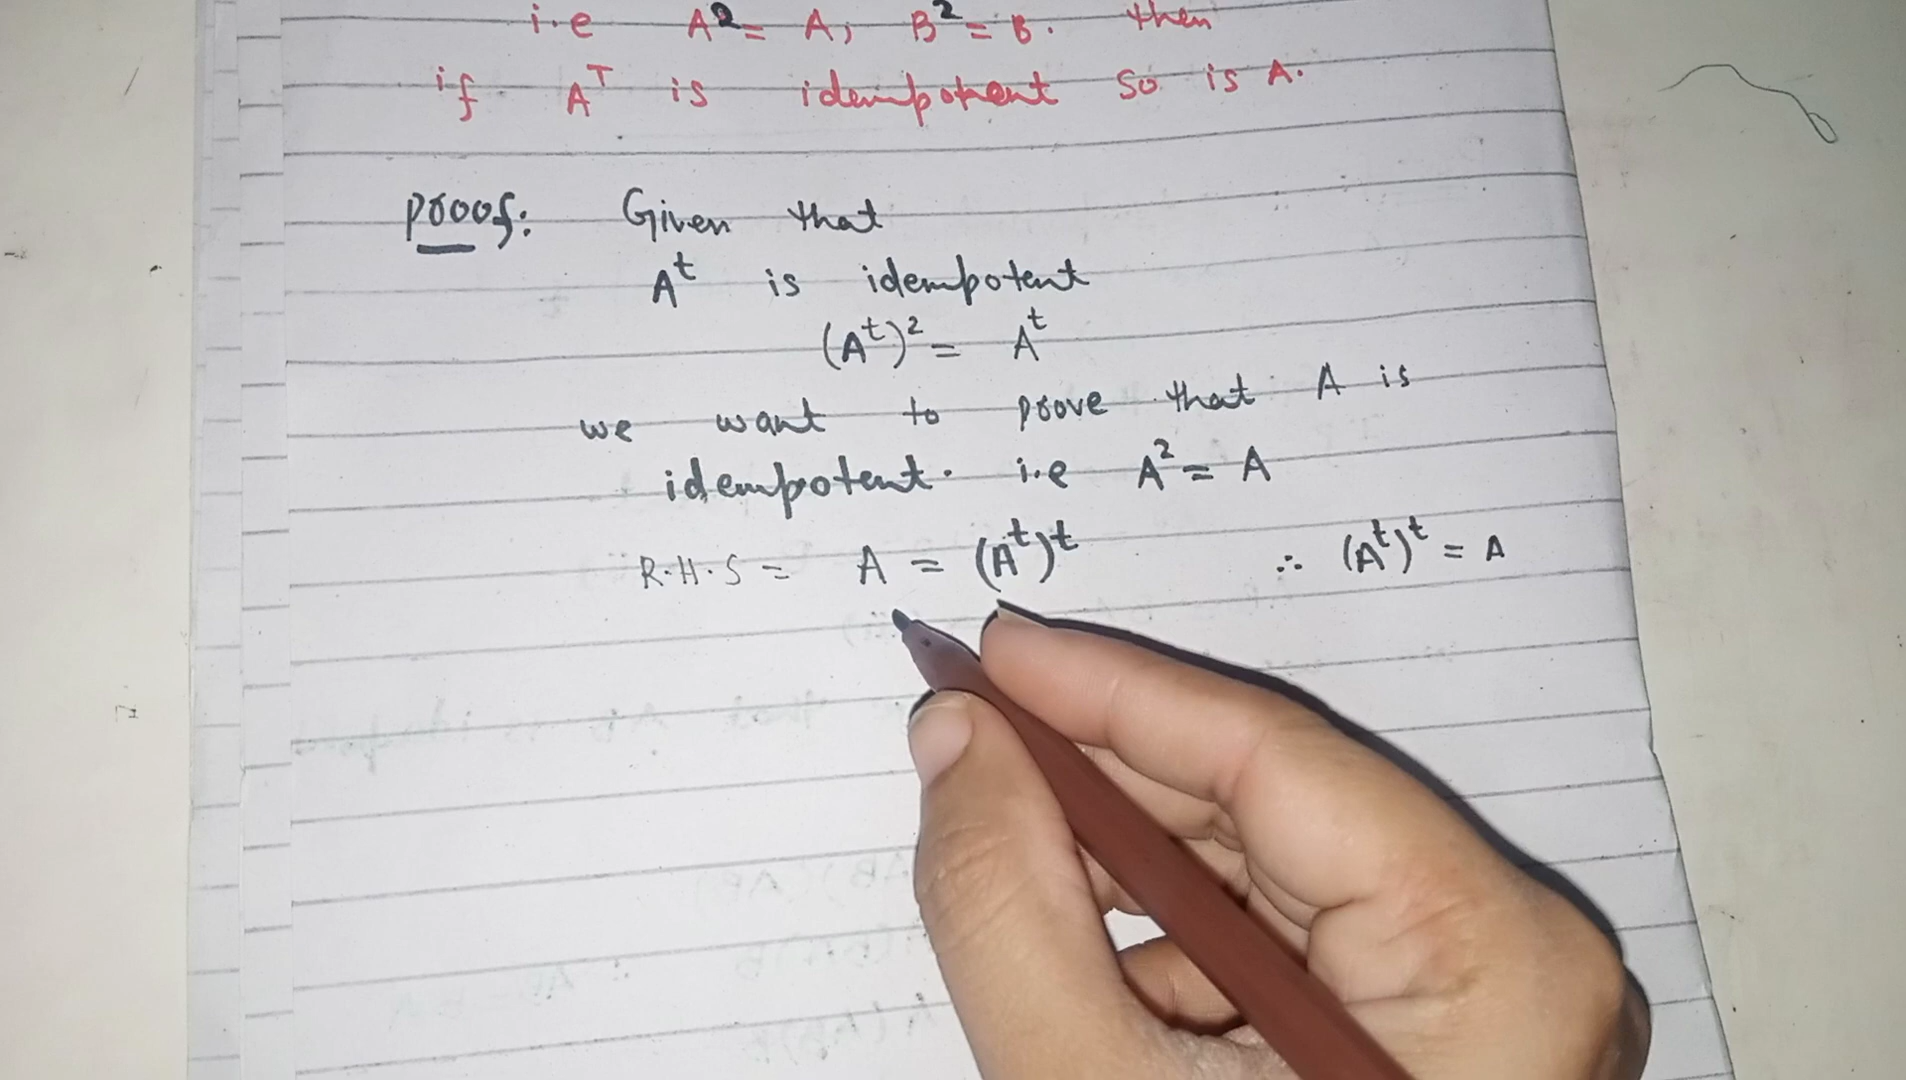 i.e A² = A, B² = B. then
if Aᵀ is idempotent so is A.
proof: Given that
Aᵗ is idempotent
(Aᵗ)² = Aᵗ
we want to prove that A is
idempotent. i.e A² = A
R.H.S = A = (Aᵗ)ᵗ ∴ (Aᵗ)ᵗ = A